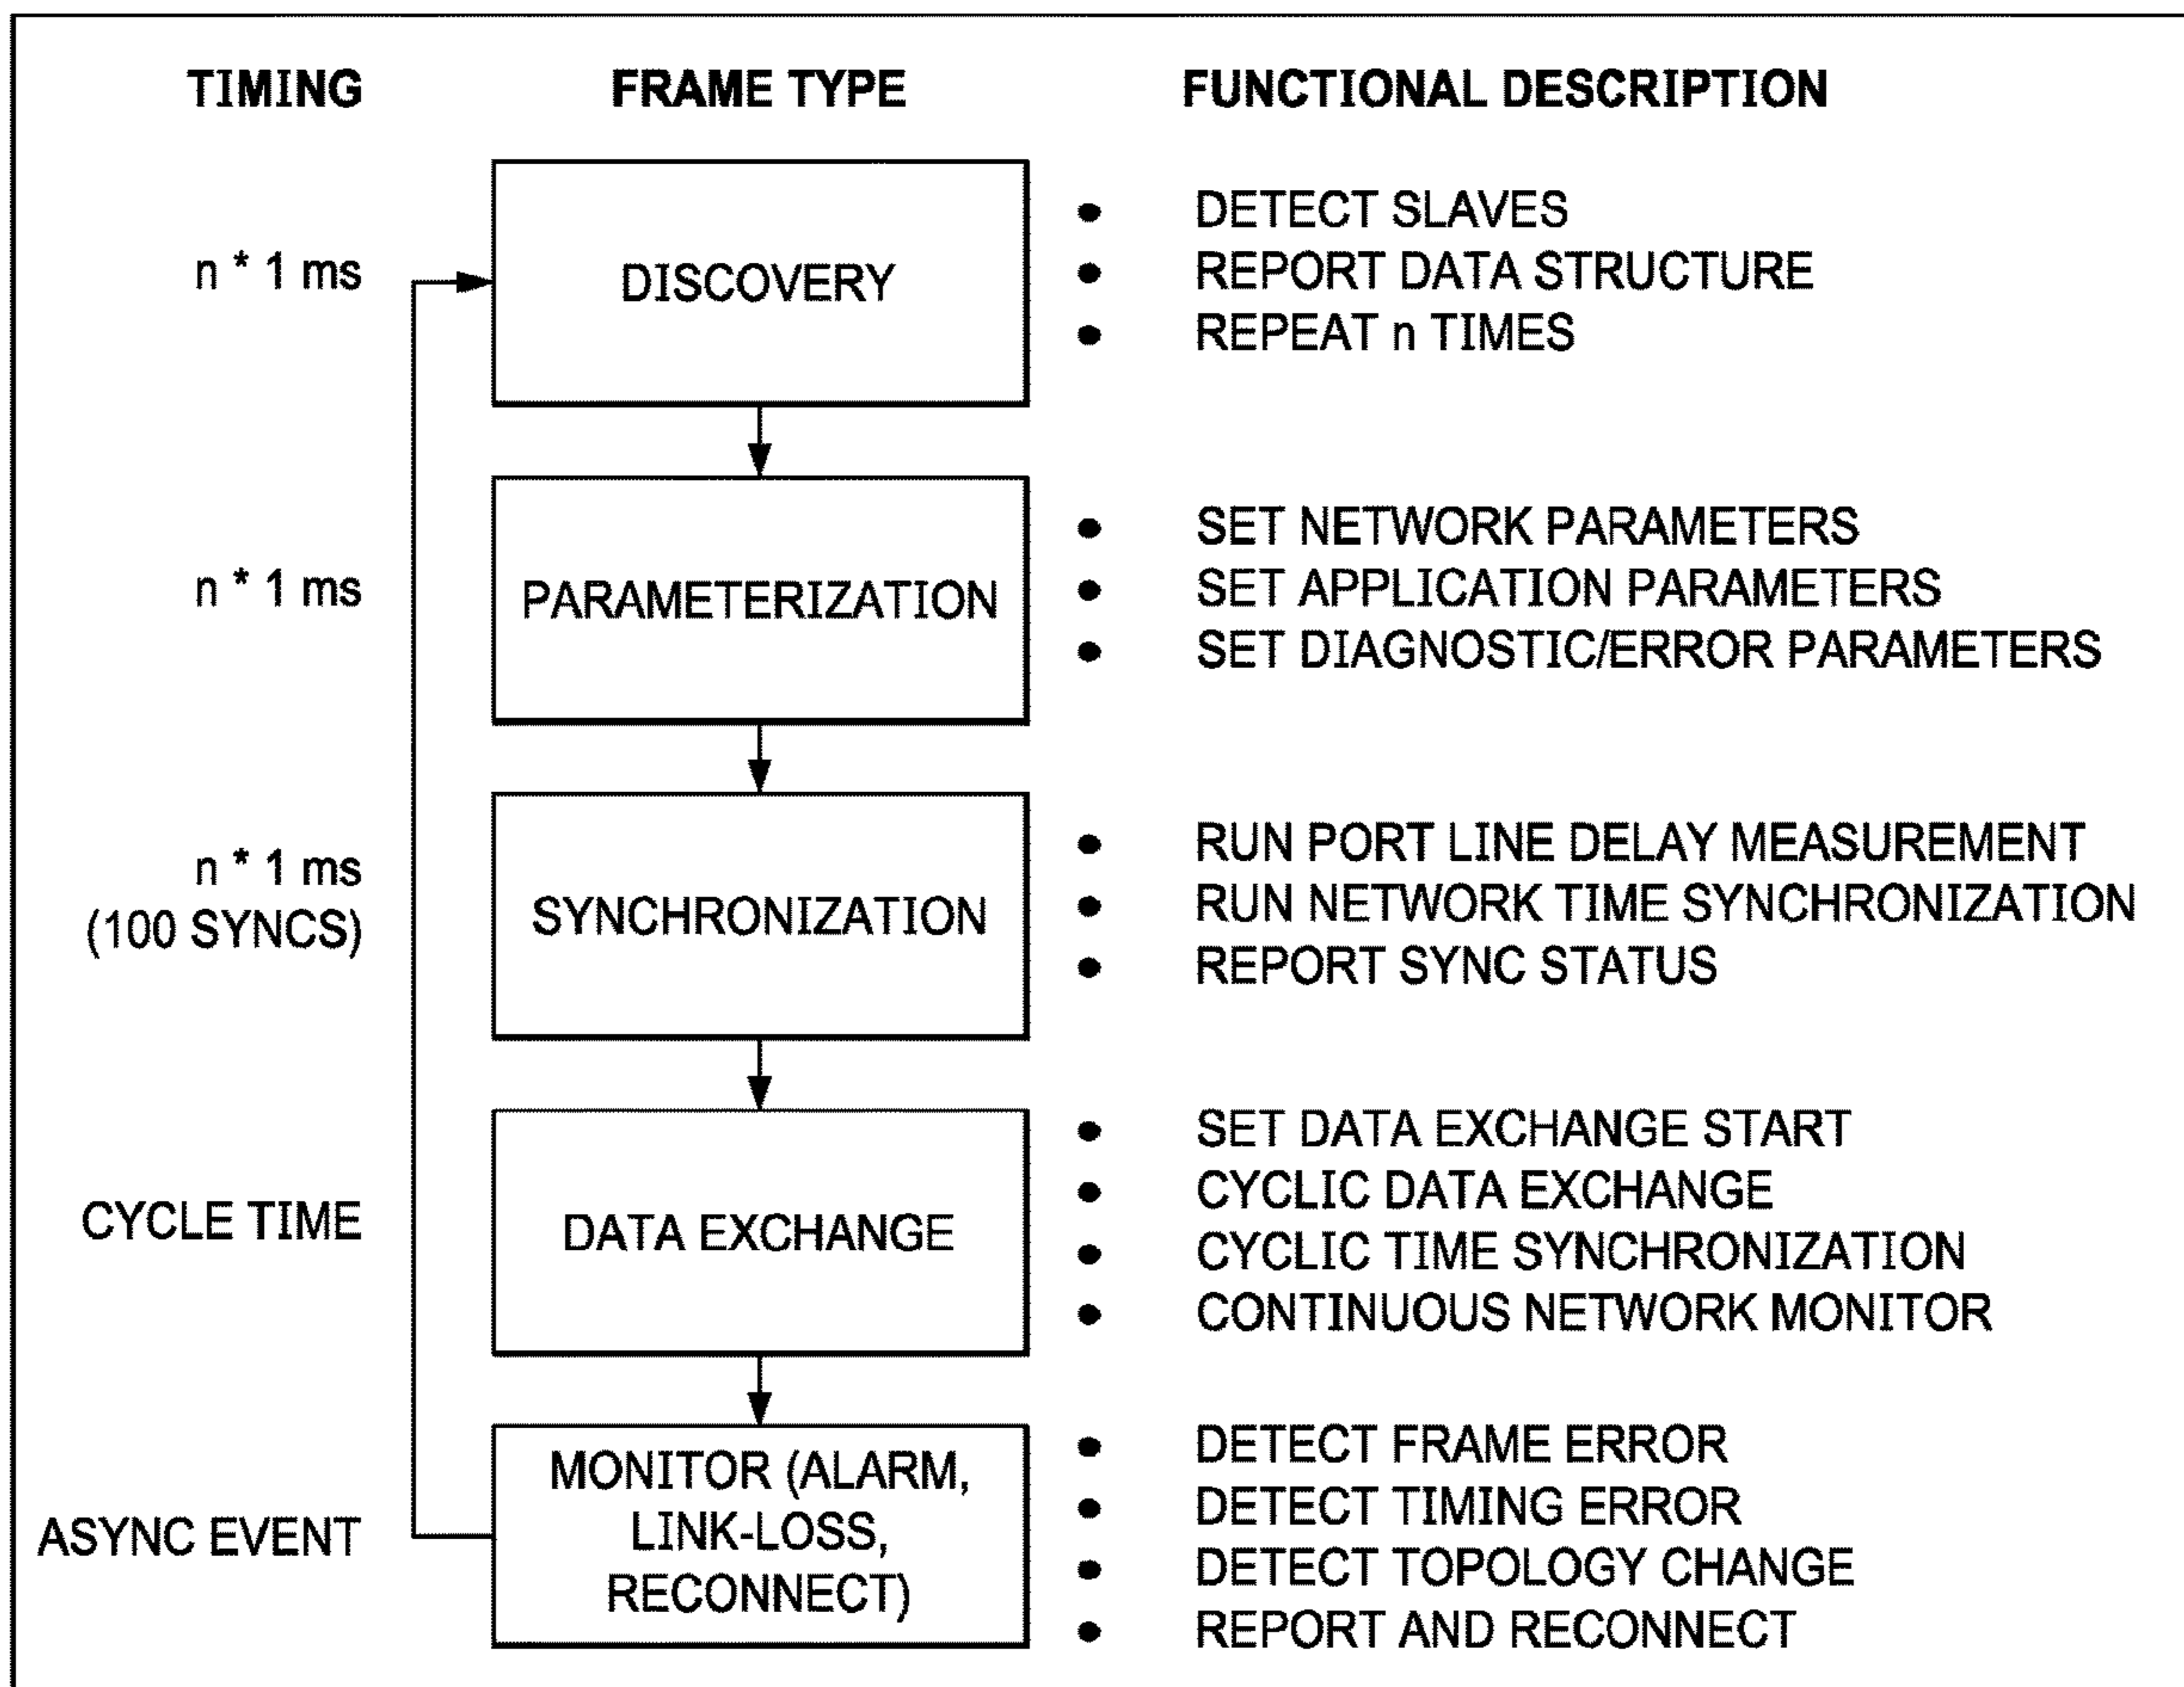 TIMING FRAME TYPE FUNCTIONAL DESCRIPTION
n * 1 ms
DISCOVERY
• DETECT SLAVES
• REPORT DATA STRUCTURE
• REPEAT n TIMES
n * 1 ms
PARAMETERIZATION
• SET NETWORK PARAMETERS
• SET APPLICATION PARAMETERS
• SET DIAGNOSTIC/ERROR PARAMETERS
n * 1 ms
(100 SYNCS)
SYNCHRONIZATION
• RUN PORT LINE DELAY MEASUREMENT
• RUN NETWORK TIME SYNCHRONIZATION
• REPORT SYNC STATUS
CYCLE TIME
DATA EXCHANGE
• SET DATA EXCHANGE START
• CYCLIC DATA EXCHANGE
• CYCLIC TIME SYNCHRONIZATION
• CONTINUOUS NETWORK MONITOR
ASYNC EVENT
MONITOR (ALARM,
LINK-LOSS,
RECONNECT)
• DETECT FRAME ERROR
• DETECT TIMING ERROR
• DETECT TOPOLOGY CHANGE
• REPORT AND RECONNECT